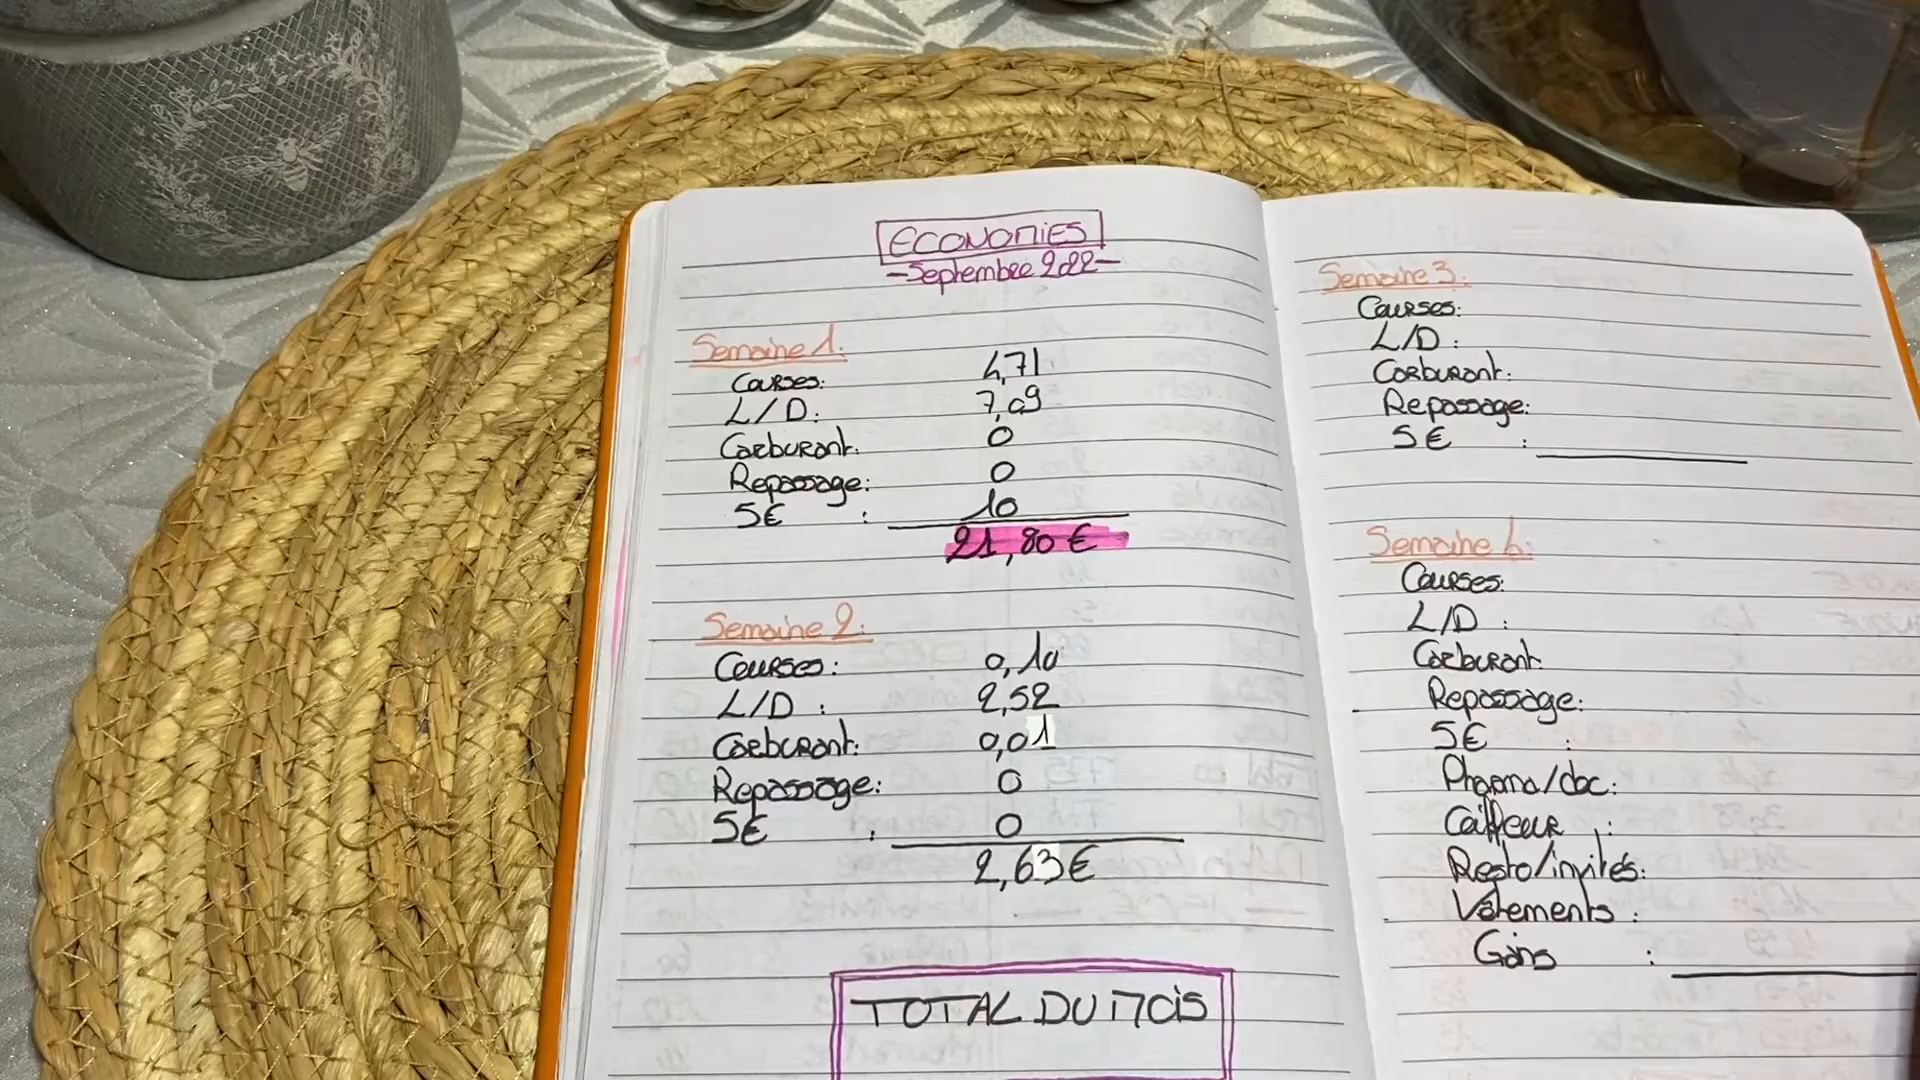 ECONOMIES
-Septembre 2022-
Semaine 1:
Courses: 4,71
L/D: 7,09
Carburant: 0
Repassage: 0
5€ : 10
21,80 €
Semaine 2:
Courses: 0,10
L/D : 2,52
Carburant: 0,01
Repassage: 0
5€ : 0
2,63€
TOTAL DU MOIS
Semaine 3:
Courses:
L/D :
Carburant:
Repassage:
5€ :
Semaine 4:
Courses:
L/D :
Carburant:
Repassage:
5€ :
Pharma/doc:
Coiffeur :
Resto/invités:
Vêtements :
Gains :